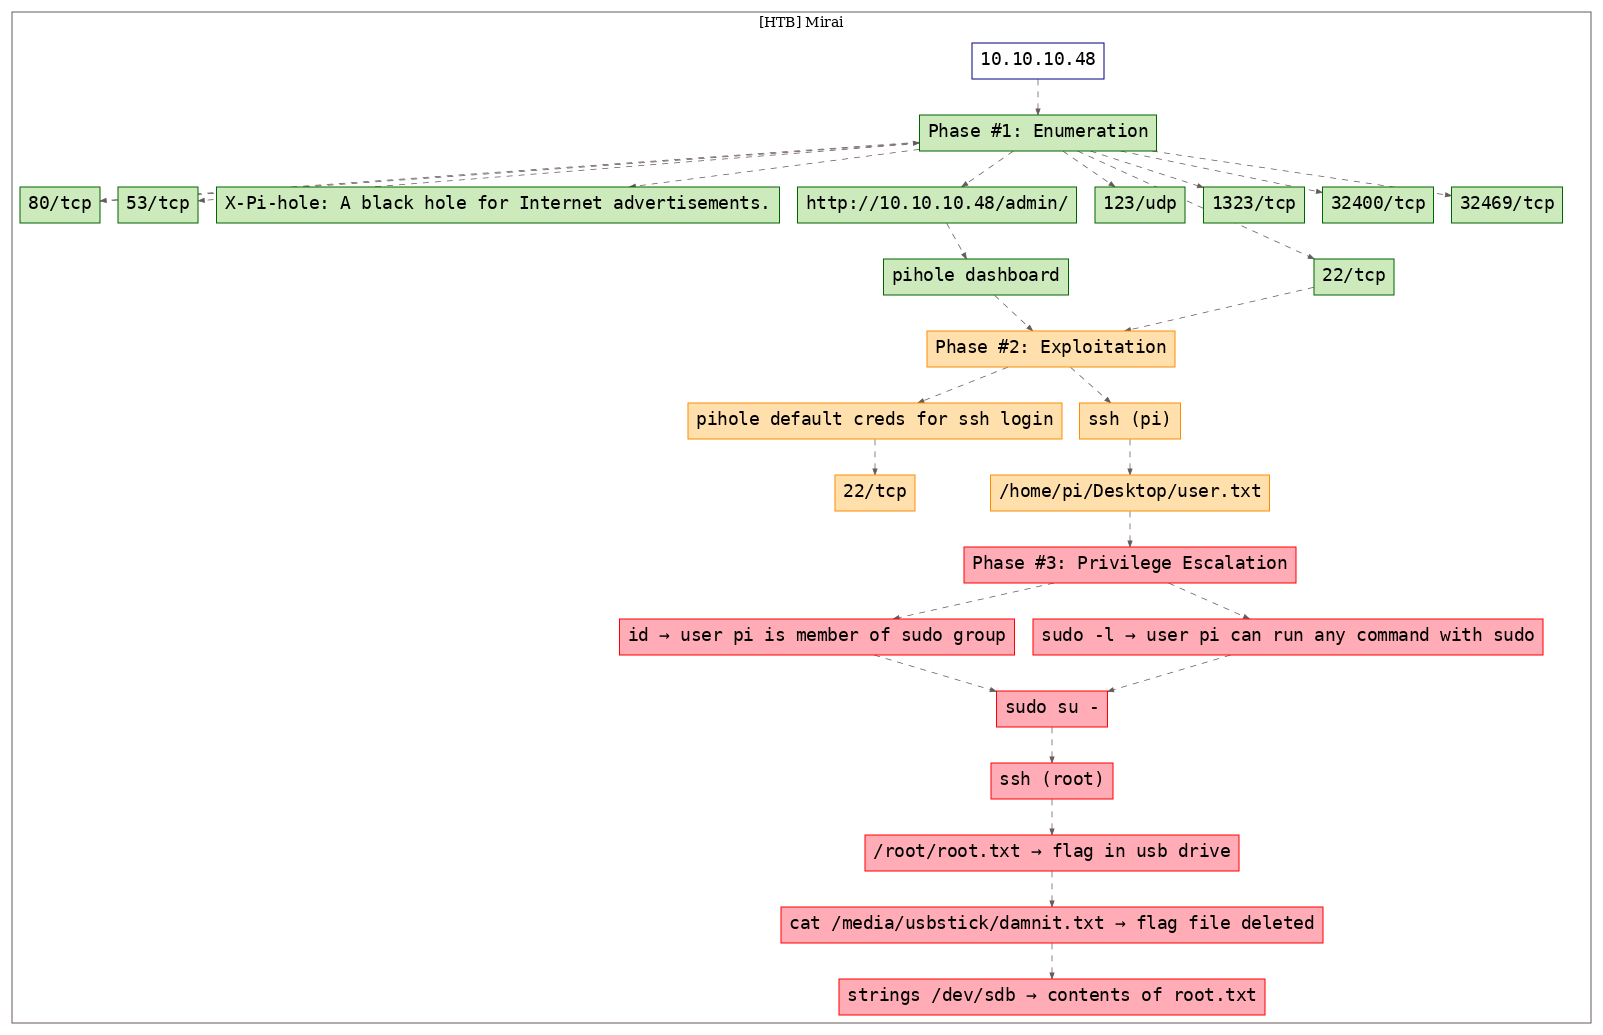 [HTB] Mirai
10.10.10.48
Phase #1: Enumeration
80/tcp
53/tcp
X-Pi-hole: A black hole for Internet advertisements.
http://10.10.10.48/admin/
123/udp
1323/tcp
32400/tcp
32469/tcp
pihole dashboard
22/tcp
Phase #2: Exploitation
pihole default creds for ssh login
ssh (pi)
22/tcp
/home/pi/Desktop/user.txt
Phase #3: Privilege Escalation
id → user pi is member of sudo group
sudo -l → user pi can run any command with sudo
sudo su -
ssh (root)
/root/root.txt → flag in usb drive
cat /media/usbstick/damnit.txt → flag file deleted
strings /dev/sdb → contents of root.txt